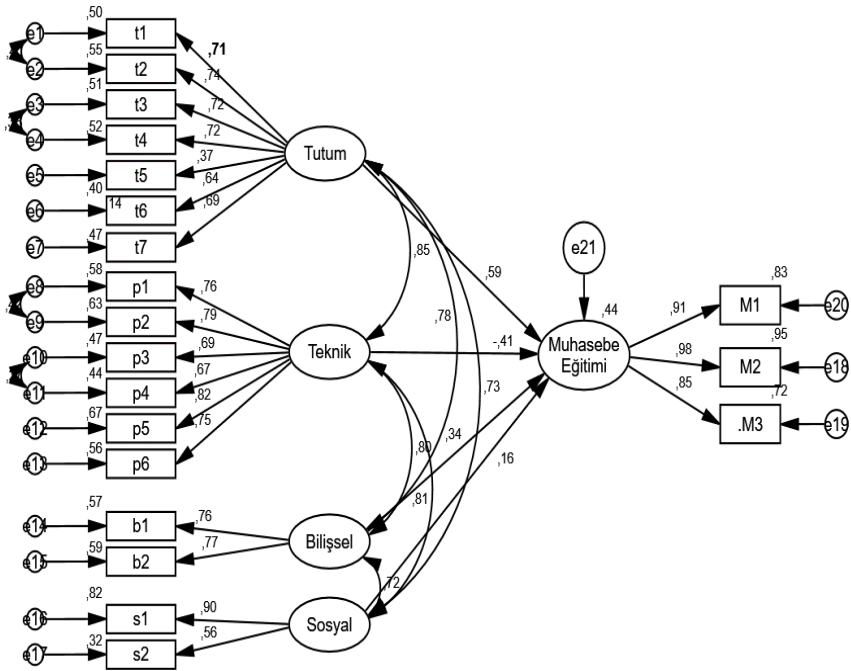 ,50
e1
t1
,71
,55
e2
t2
,74
,51
e3
t3
,72
,52
e4
t4
,72
e5
t5
,37
,40
e6
14
t6
,64
,47
e7
t7
,69
Tutum
,58
e8
p1
,76
,63
e9
p2
,79
,47
e10
p3
,69
,44
e11
p4
,67
,67
e12
p5
,82
,56
e13
p6
,75
Teknik
,57
e14
b1
,76
,59
e15
b2
,77
Bilişsel
,82
e16
s1
,90
,32
e17
s2
,56
Sosyal
,85
,78
,73
,80
,81
,72
,59
-,41
,34
,16
e21
,44
Muhasebe
Eğitimi
,91
,98
,85
,83
M1
e20
,95
M2
e18
,72
.M3
e19